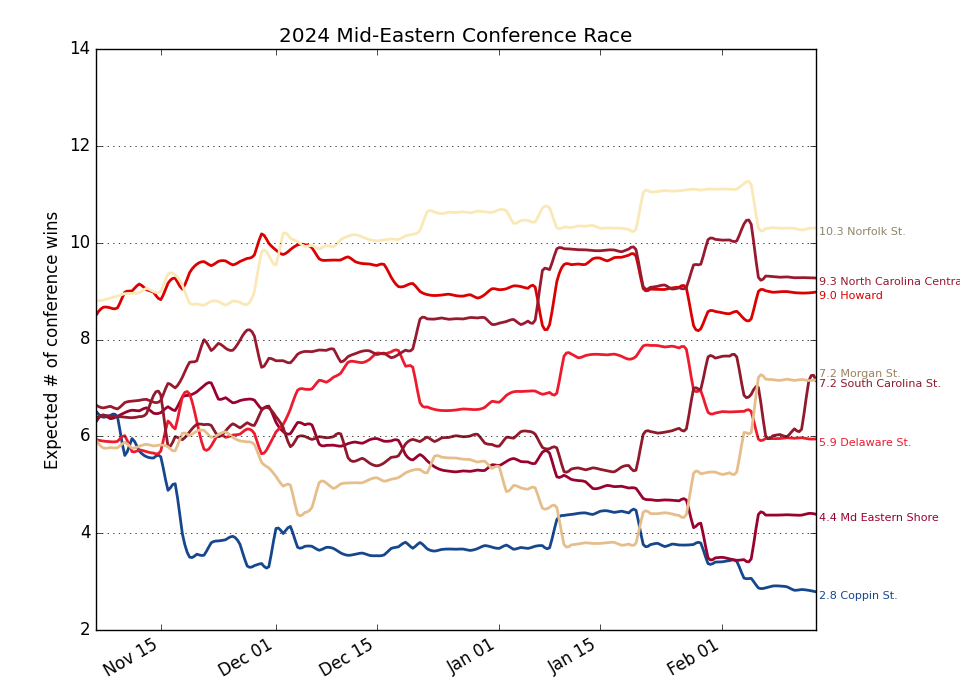 2024 Mid-Eastern Conference Race
Expected # of conference wins
14
12
10
8
6
4
2
Nov 15
Dec 01
Dec 15
Jan 01
Jan 15
Feb 01
10.3 Norfolk St.
9.3 North Carolina Centra
9.0 Howard
7.2 Morgan St.
7.2 South Carolina St.
5.9 Delaware St.
4.4 Md Eastern Shore
2.8 Coppin St.